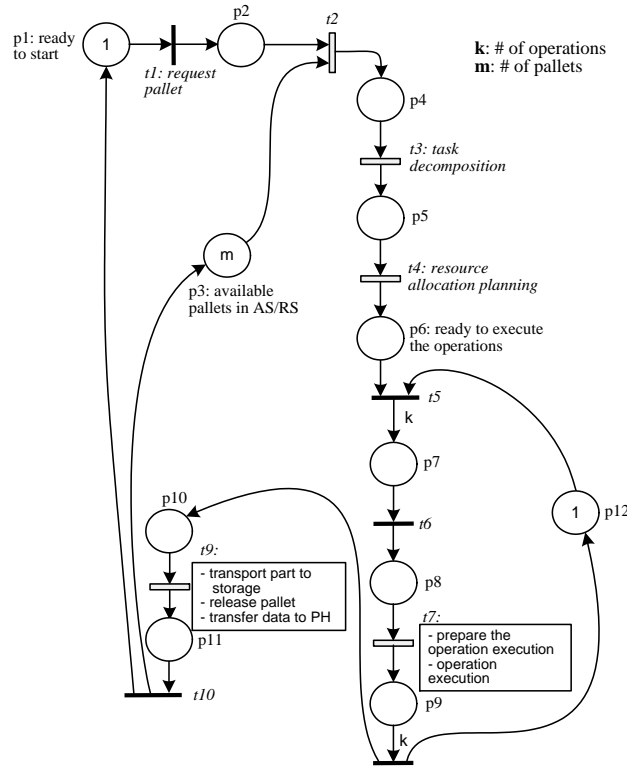 p1: ready
to start
1
t1: request
pallet
p2
t2
k: # of operations
m: # of pallets
p4
t3: task
decomposition
p5
m
p3: available
pallets in AS/RS
t4: resource
allocation planning
p6: ready to execute
the operations
t5
k
p7
p10
1
p12
t6
t9:
- transport part to
storage
- release pallet
- transfer data to PH
p8
p11
t7:
- prepare the
operation execution
- operation
execution
t10
p9
k